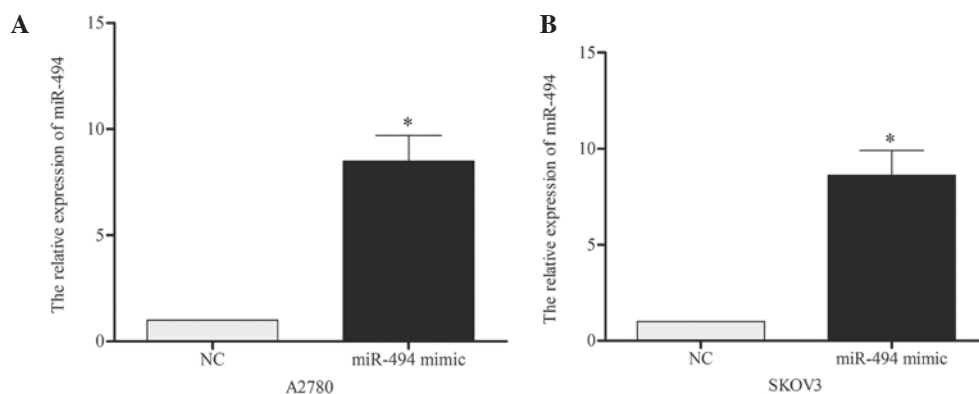 A
The relative expression of miR-494
15
10
5
0
*
NC
miR-494 mimic
A2780
B
The relative expression of miR-494
15
10
5
0
*
NC
miR-494 mimic
SKOV3